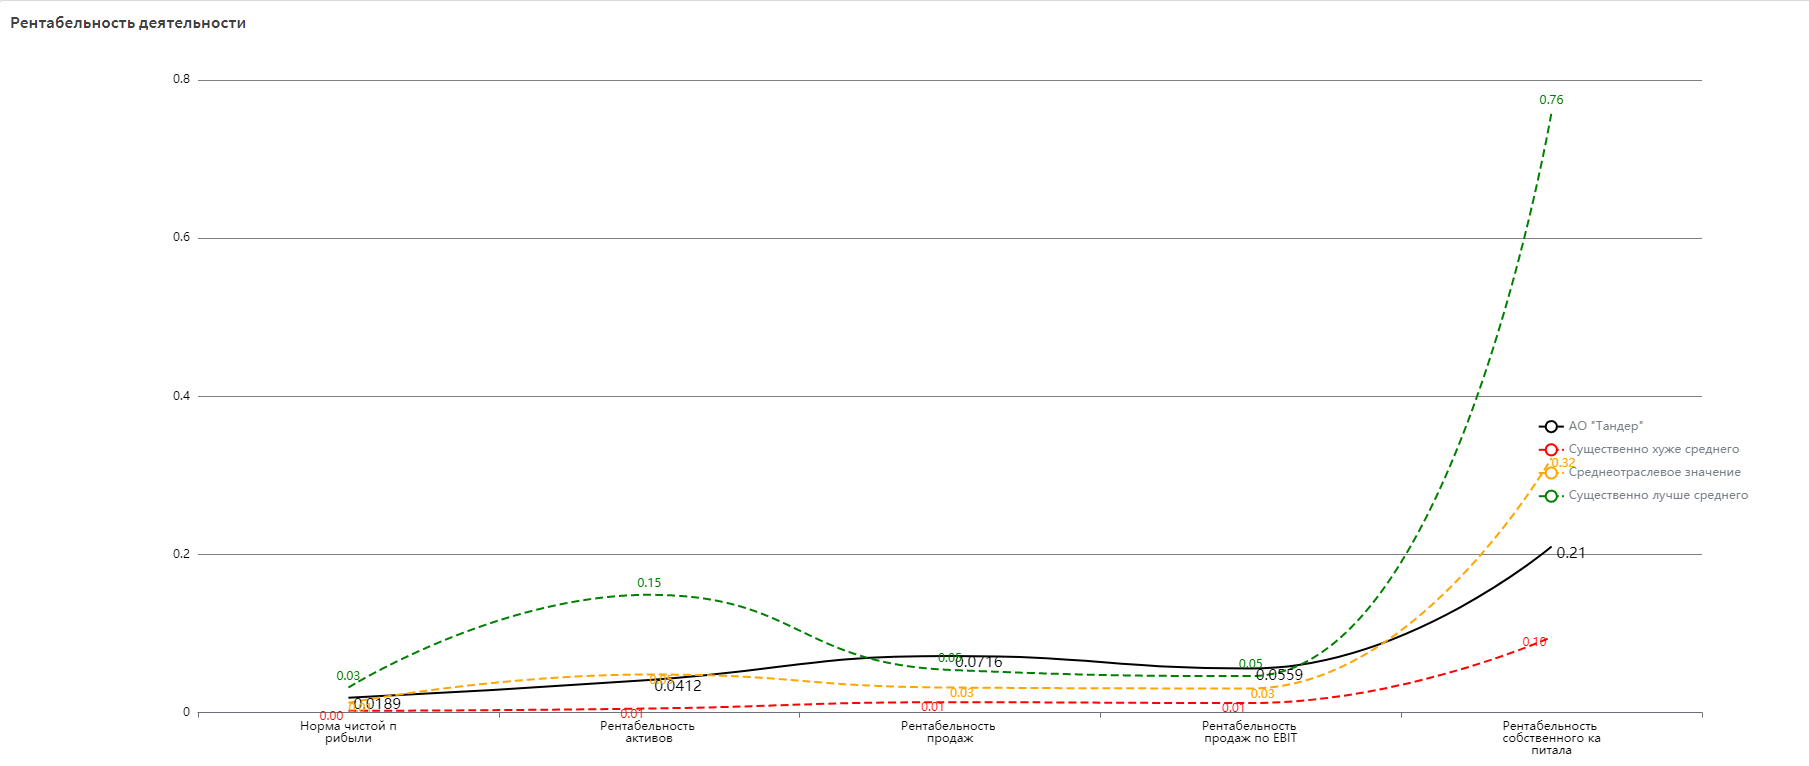 Рентабельность деятельности
0.8
0.76
0.6
0.4
АО "Тандер"
Существенно хуже среднего
0.32
Среднеотраслевое значение
Существенно лучше среднего
0.2
0.21
0.15
0.10
0.03
0.05
0.0716
0.05
0.0559
0.0412
0.03
0.03
0.0189
0.00
0.01
0.01
0.01
0
Норма чистой п
рибыли
Рентабельность
активов
Рентабельность
продаж
Рентабельность
продаж по EBIT
Рентабельность
собственного ка
питала